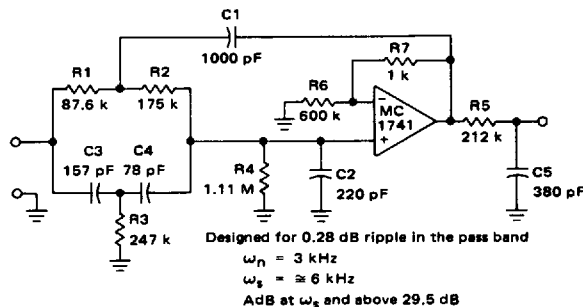 C1
1000 pF
R1
87.6 k
R2
175 k
R7
1 k
R6
600 k
−
MC
1741
+
R5
212 k
C3
157 pF
C4
78 pF
R4
1.11 M
C2
220 pF
C5
380 pF
R3
247 k
Designed for 0.28 dB ripple in the pass band
ωn = 3 kHz
ωs = ≅ 6 kHz
AdB at ωs and above 29.5 dB